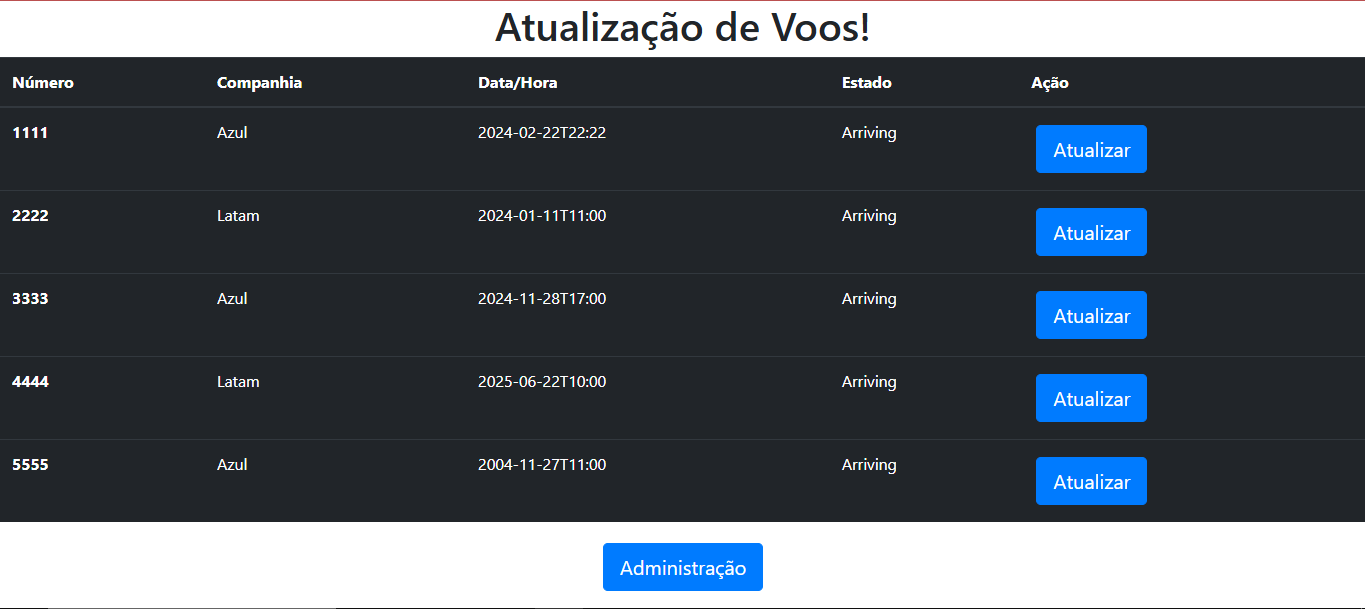 Atualização de Voos!
Número Companhia Data/Hora Estado Ação
1111 Azul 2024-02-22T22:22 Arriving Atualizar
2222 Latam 2024-01-11T11:00 Arriving Atualizar
3333 Azul 2024-11-28T17:00 Arriving Atualizar
4444 Latam 2025-06-22T10:00 Arriving Atualizar
5555 Azul 2004-11-27T11:00 Arriving Atualizar
Administração